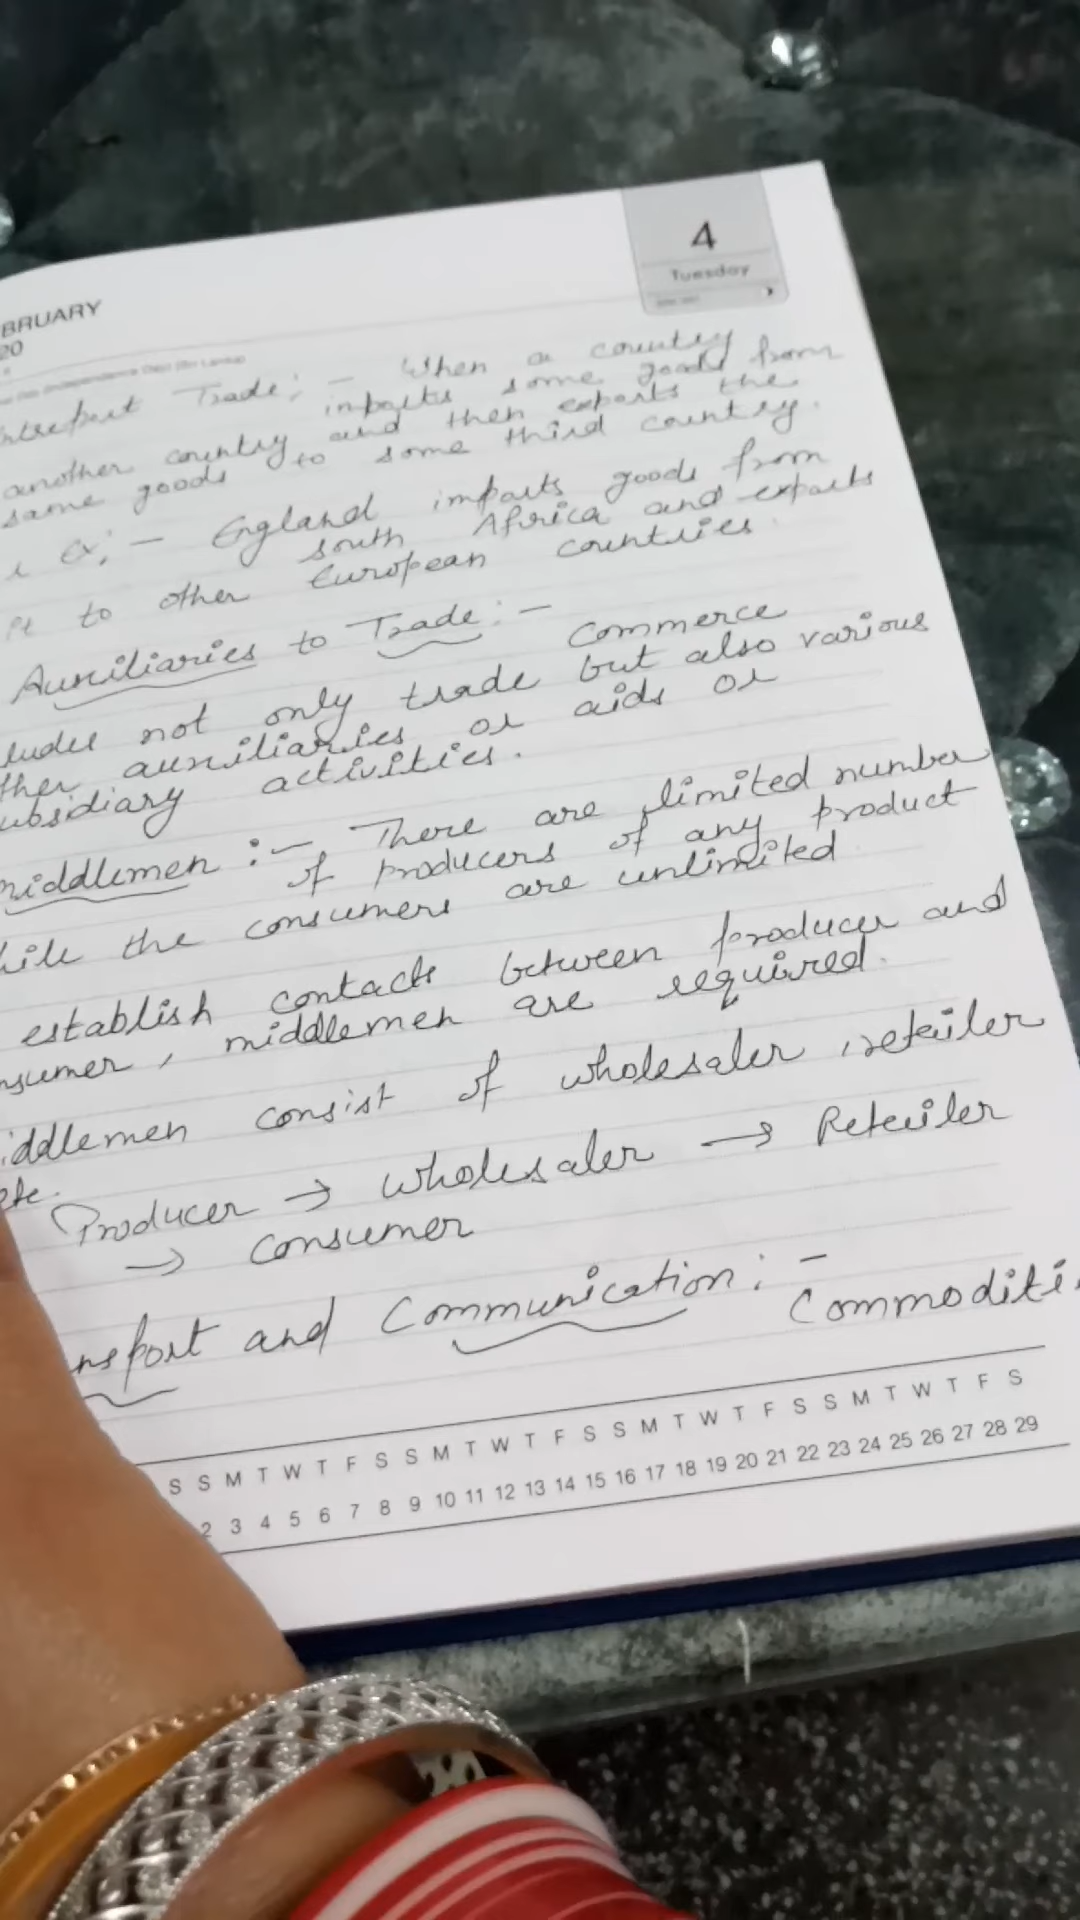 BRUARY
20
4
Tuesday
ntrepart Trade: - When a country
imports some goods from
another country and then exports the
same goods to some third country.
Ex: - England imports goods from
south Africa and exports
it to other European countries.
Auxiliaries to Trade: -
Commerce
ludes not only trade but also various
ther auxiliaries or aids or
ubsidiary activities.
middlemen :- There are limited number
of producers of any product
hile the consumers are unlimited
establish contacts between producer and
nsumer, middlemen are required.
iddlemen consist of wholesaler, retailer
etc.
Producer → wholesaler → Retailer
→ Consumer
nsport and Communication: -
Commoditi
S S M T W T F S S M T W T F S S M T W T F S S M T W T F S
2 3 4 5 6 7 8 9 10 11 12 13 14 15 16 17 18 19 20 21 22 23 24 25 26 27 28 29